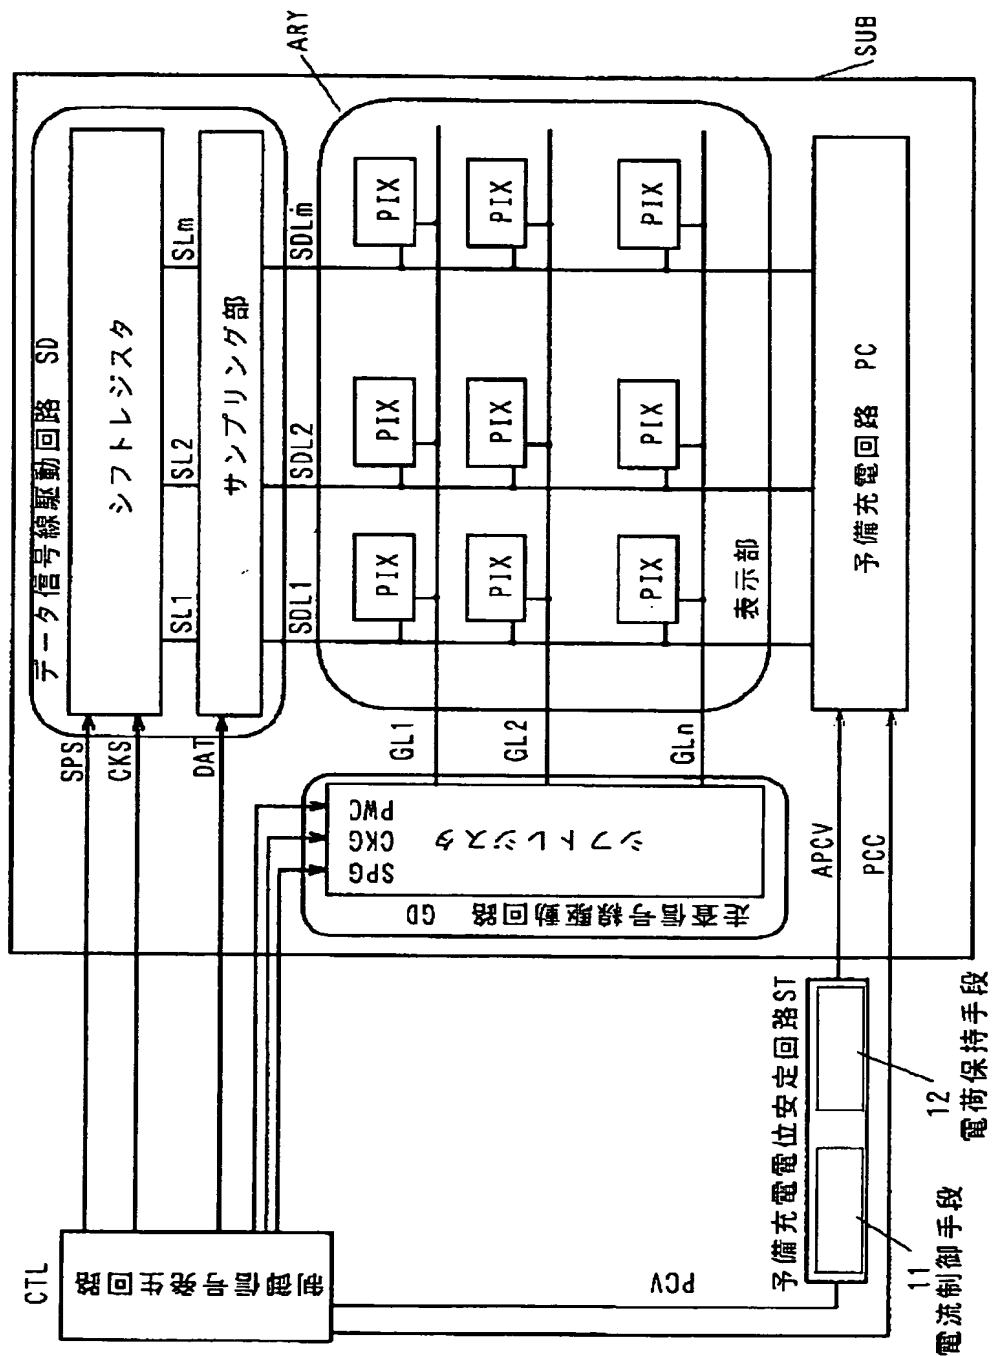 CTL
制御信号発生回路
SPS
CKS
DAT
データ信号線駆動回路 SD
シフトレジスタ
SL1
SL2
SLm
サンプリング部
SDL1
SDL2
SDLm
ARY
SUB
PIX
PIX
PIX
PIX
PIX
PIX
PIX
PIX
PIX
表示部
GL1
GL2
GLn
PWC
CKG
SPG
シフトレジスタ
走査信号線駆動回路 GD
予備充電回路 PC
APCV
PCC
PCV
予備充電電位安定回路ST
11
電流制御手段
12
電荷保持手段